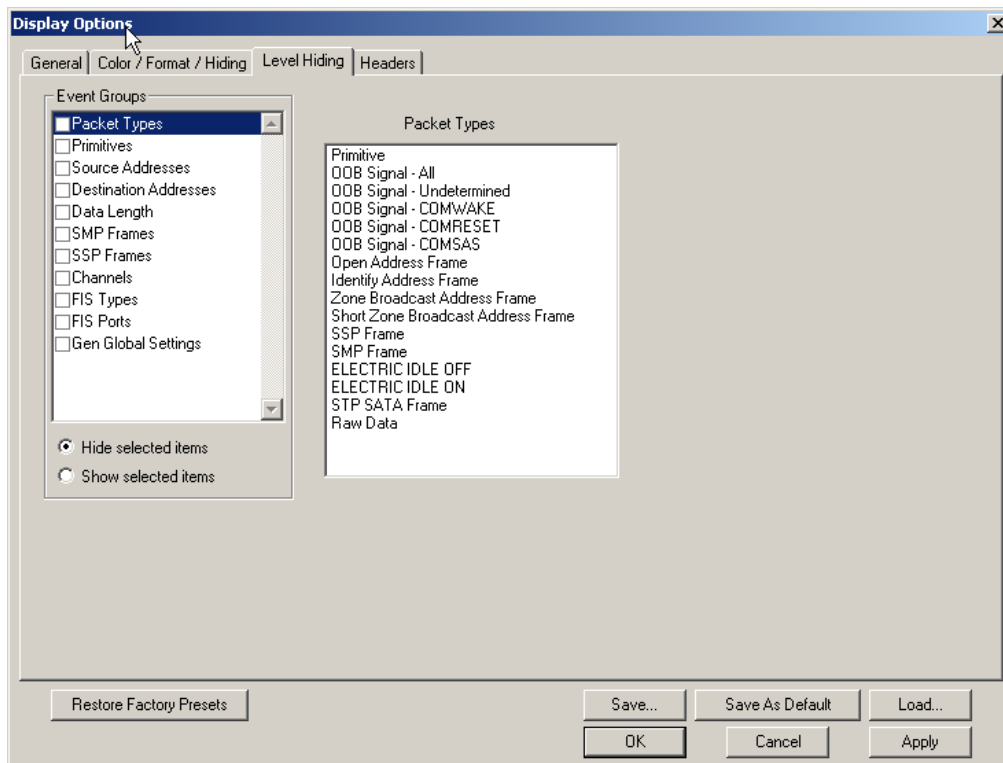 Display Options
General
Color / Format / Hiding
Level Hiding
Headers
Event Groups
Packet Types
Primitives
Source Addresses
Destination Addresses
Data Length
SMP Frames
SSP Frames
Channels
FIS Types
FIS Ports
Gen Global Settings
Hide selected items
Show selected items
Packet Types
Primitive
OOB Signal - All
OOB Signal - Undetermined
OOB Signal - COMWAKE
OOB Signal - COMRESET
OOB Signal - COMSAS
Open Address Frame
Identify Address Frame
Zone Broadcast Address Frame
Short Zone Broadcast Address Frame
SSP Frame
SMP Frame
ELECTRIC IDLE OFF
ELECTRIC IDLE ON
STP SATA Frame
Raw Data
Restore Factory Presets
Save...
Save As Default
Load...
OK
Cancel
Apply